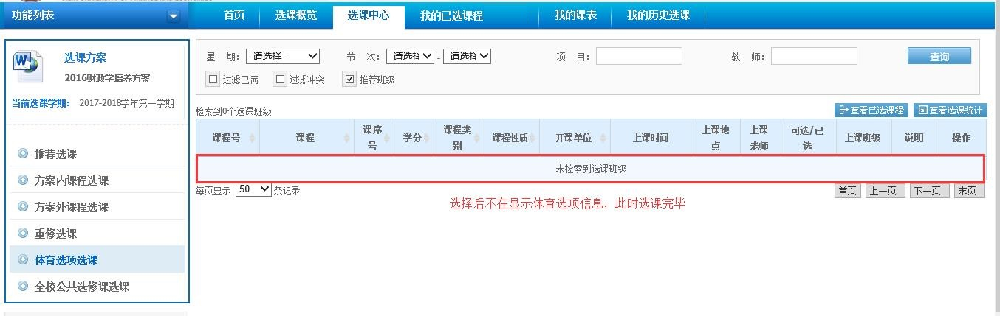 功能列表
首页
选课概览
选课中心
我的已选课程
我的课表
我的历史选课
选课方案
2016财政学培养方案
当前选课学期： 2017-2018学年第一学期
推荐选课
方案内课程选课
方案外课程选课
重修选课
体育选项选课
全校公共选修课选课
星 期： -请选择- 节 次： -请选择 - -请选择 项 目： 教 师： 查询
过滤已满 过滤冲突 推荐班级
检索到0个选课班级 查看已选课程 查看选课统计
课程号 课程 课序号 学分 课程类别 课程性质 开课单位 上课时间 上课地点 上课老师 可选/已选 上课班级 说明 操作
未检索到选课班级
每页显示 50 条记录 首页 上一页 下一页 末页
选择后不在显示体育选项信息，此时选课完毕